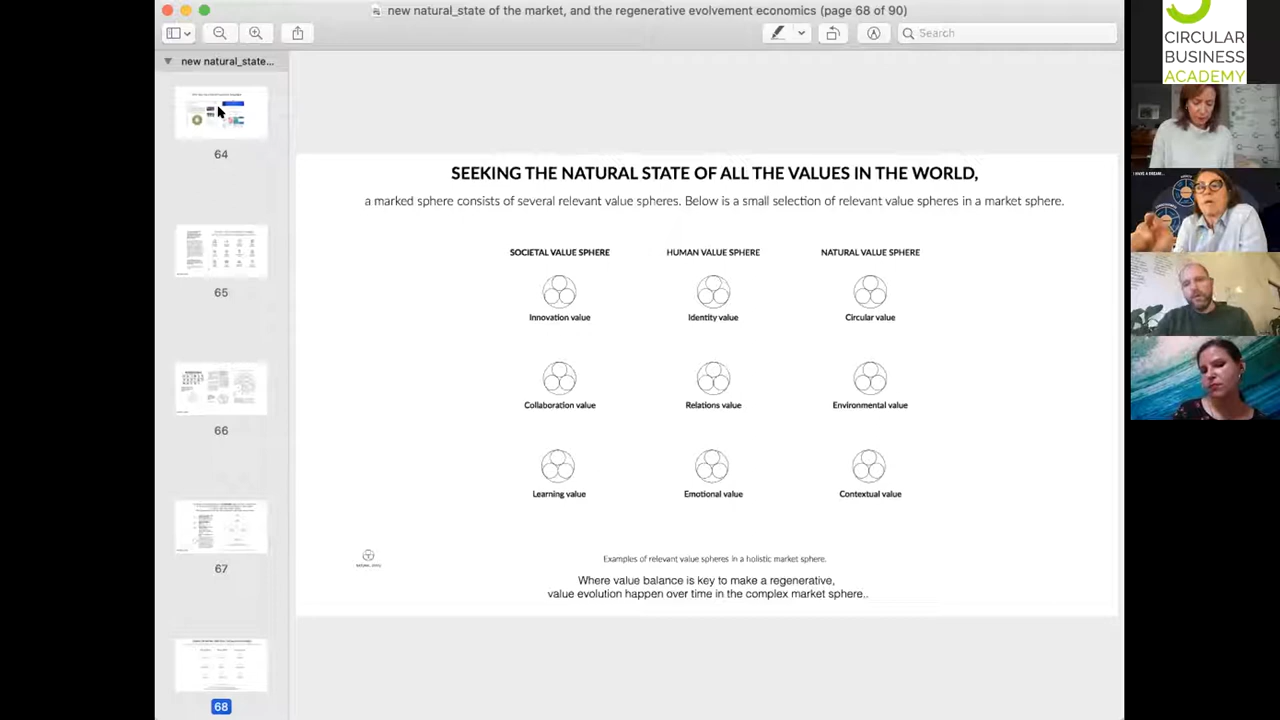 new natural_state of the market, and the regenerative evolvement economics (page 68 of 90)
Search
new natural_state...
64
65
66
67
68
SEEKING THE NATURAL STATE OF ALL THE VALUES IN THE WORLD,
a marked sphere consists of several relevant value spheres. Below is a small selection of relevant value spheres in a market sphere.
SOCIETAL VALUE SPHERE HUMAN VALUE SPHERE NATURAL VALUE SPHERE
Innovation value Identity value Circular value
Collaboration value Relations value Environmental value
Learning value Emotional value Contextual value
Examples of relevant value spheres in a holistic market sphere.
Where value balance is key to make a regenerative,
value evolution happen over time in the complex market sphere..
CIRCULAR
BUSINESS
ACADEMY
I HAVE A DREAM...